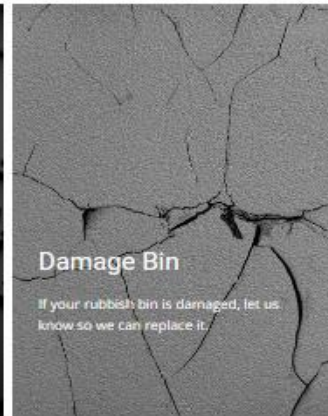 Damage Bin
If your rubbish bin is damaged, let us
know so we can replace it.